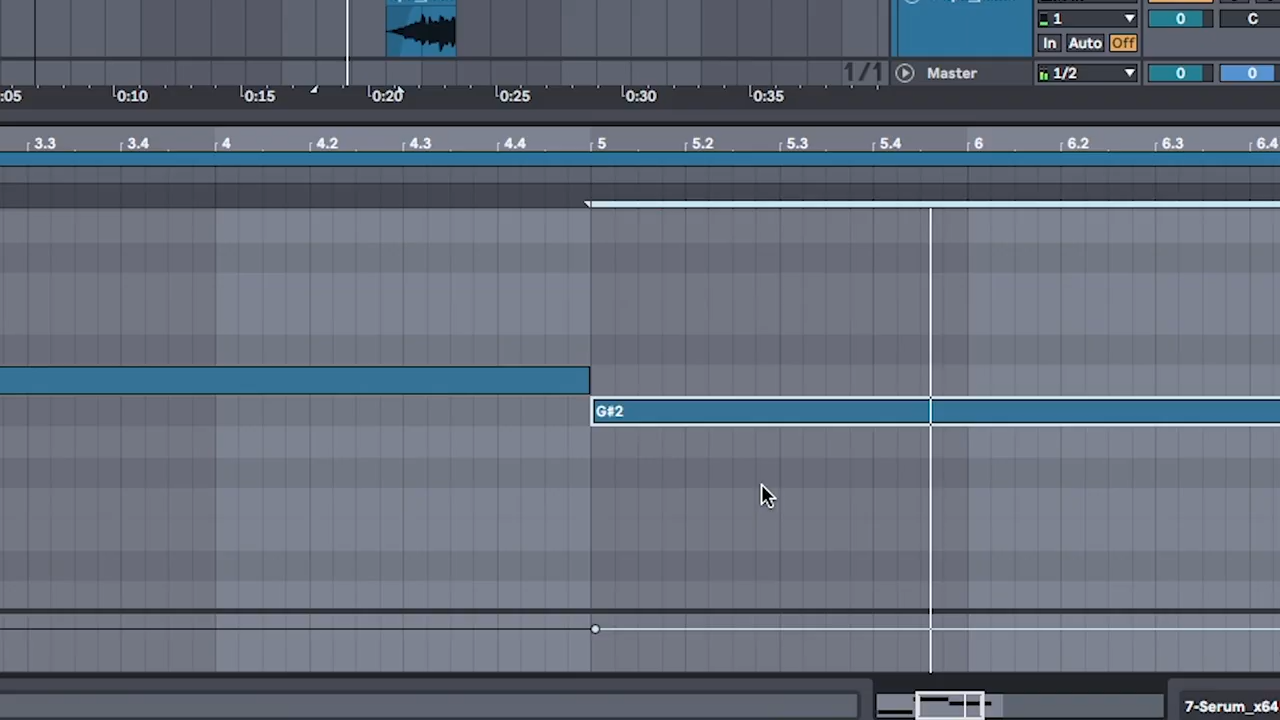 1
0
C
In Auto Off
1/1
Master
1/2
0
0
:05 0:10 0:15 0:20 0:25 0:30 0:35
3.3 3.4 4 4.2 4.3 4.4 5 5.2 5.3 5.4 6 6.2 6.3 6.4
G#2
7-Serum_x64